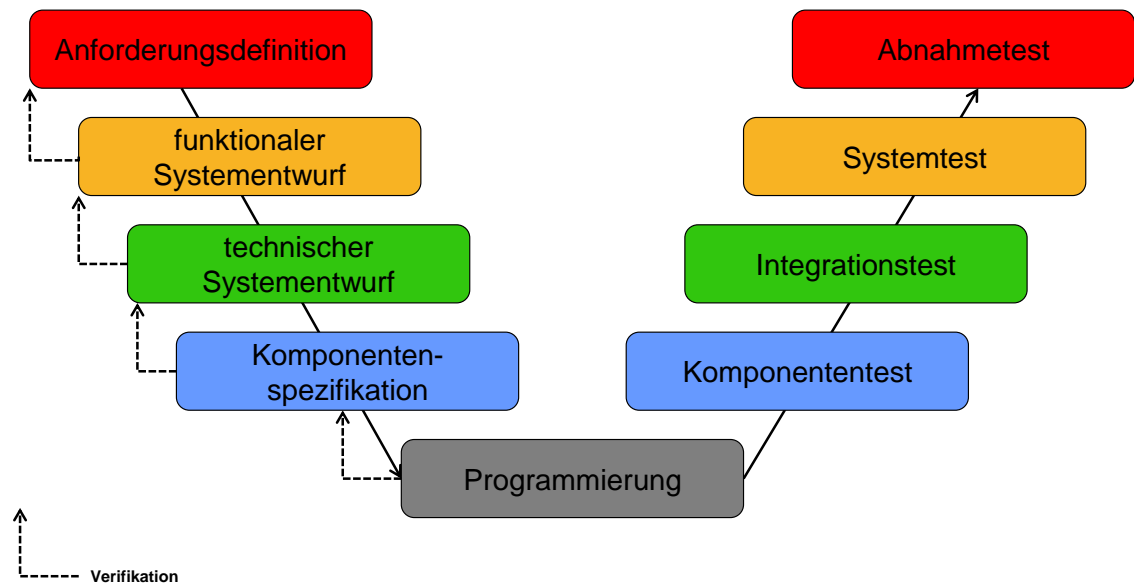 Anforderungsdefinition
Abnahmetest
funktionaler
Systementwurf
Systemtest
technischer
Systementwurf
Integrationstest
Komponenten-
spezifikation
Komponententest
Programmierung
Verifikation